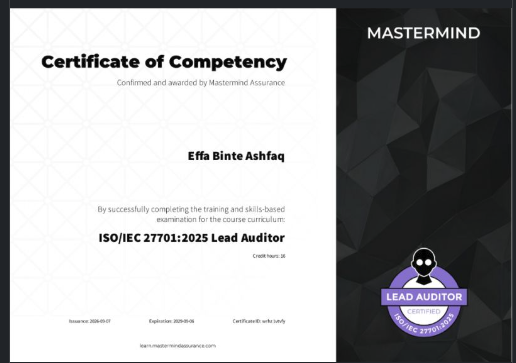 MASTERMIND
Certificate of Competency
Confirmed and awarded by Mastermind Assurance
Effa Binte Ashfaq
By successfully completing the training and skills-based
examination for the course curriculum:
ISO/IEC 27701:2025 Lead Auditor
Credit hours: 16
LEAD AUDITOR
CERTIFIED
ISO/IEC 27701:2025
Certificate ID:
learn.mastermindassurance.com